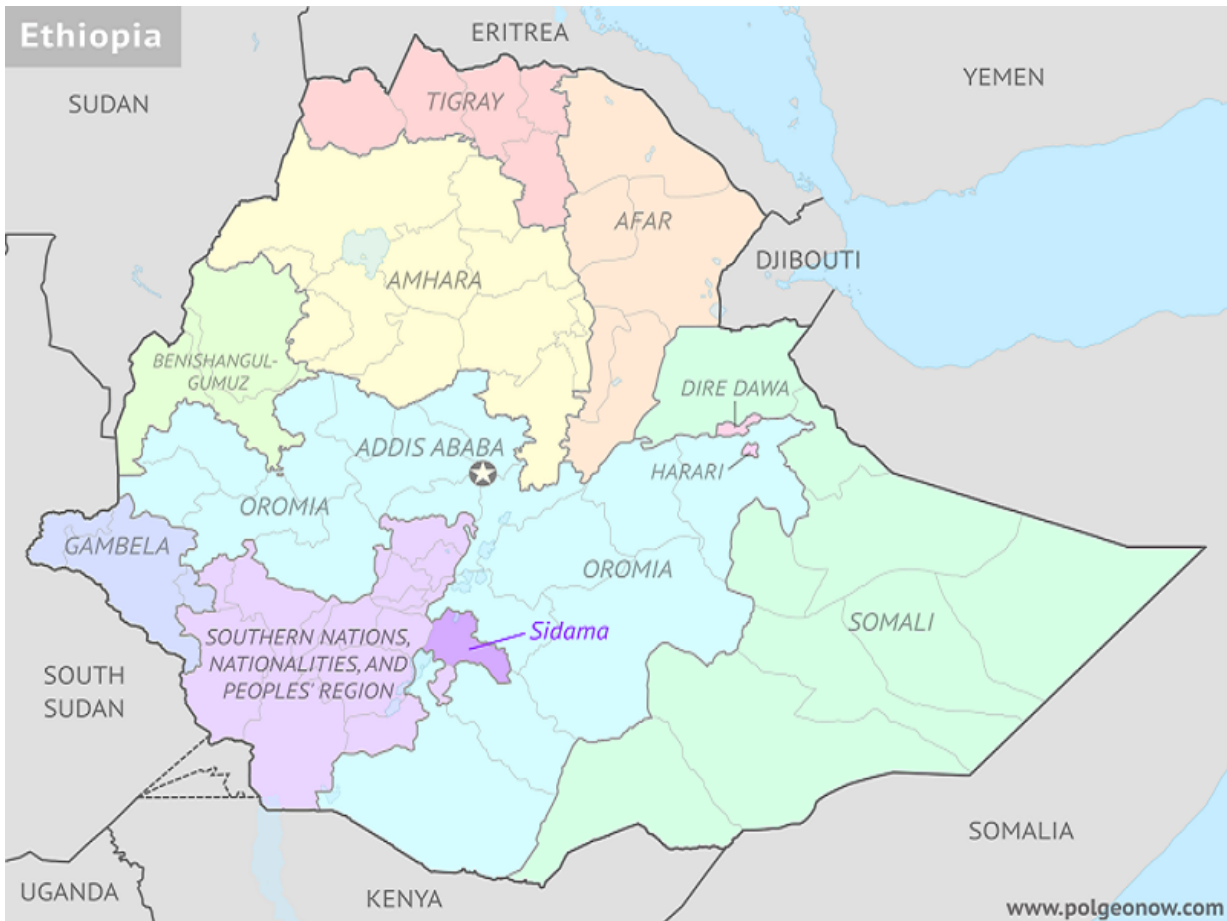 Ethiopia
ERITREA
YEMEN
SUDAN
TIGRAY
AFAR
DJIBOUTI
AMHARA
BENISHANGUL-
GUMUZ
DIRE DAWA
ADDIS ABABA
HARARI
OROMIA
GAMBELA
OROMIA
SOMALI
Sidama
SOUTHERN NATIONS,
NATIONALITIES, AND
PEOPLES' REGION
SOUTH
SUDAN
SOMALIA
UGANDA
KENYA
www.polgeonow.com